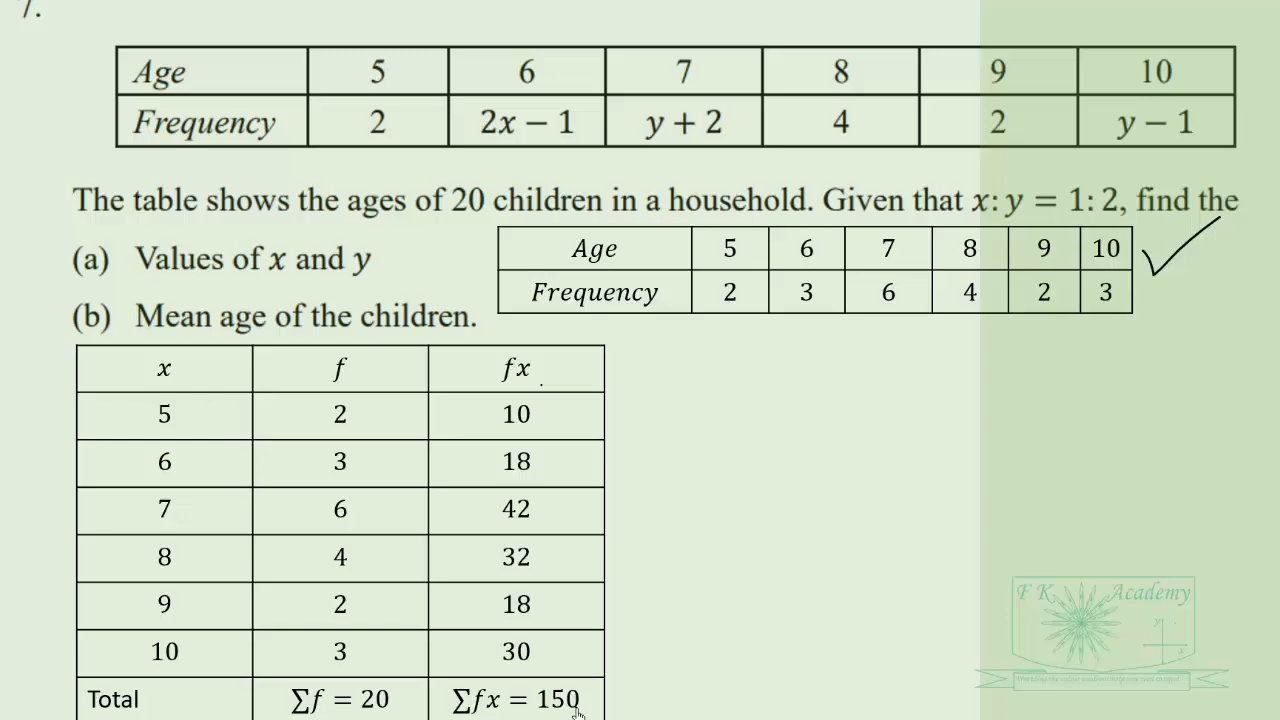 7.
Age 5 6 7 8 9 10
Frequency 2 2x − 1 y + 2 4 2 y − 1
The table shows the ages of 20 children in a household. Given that x: y = 1: 2, find the
(a) Values of x and y
(b) Mean age of the children.
Age 5 6 7 8 9 10
Frequency 2 3 6 4 2 3
x f fx
5 2 10
6 3 18
7 6 42
8 4 32
9 2 18
10 3 30
Total ∑f = 20 ∑fx = 150
F K Academy
y
x